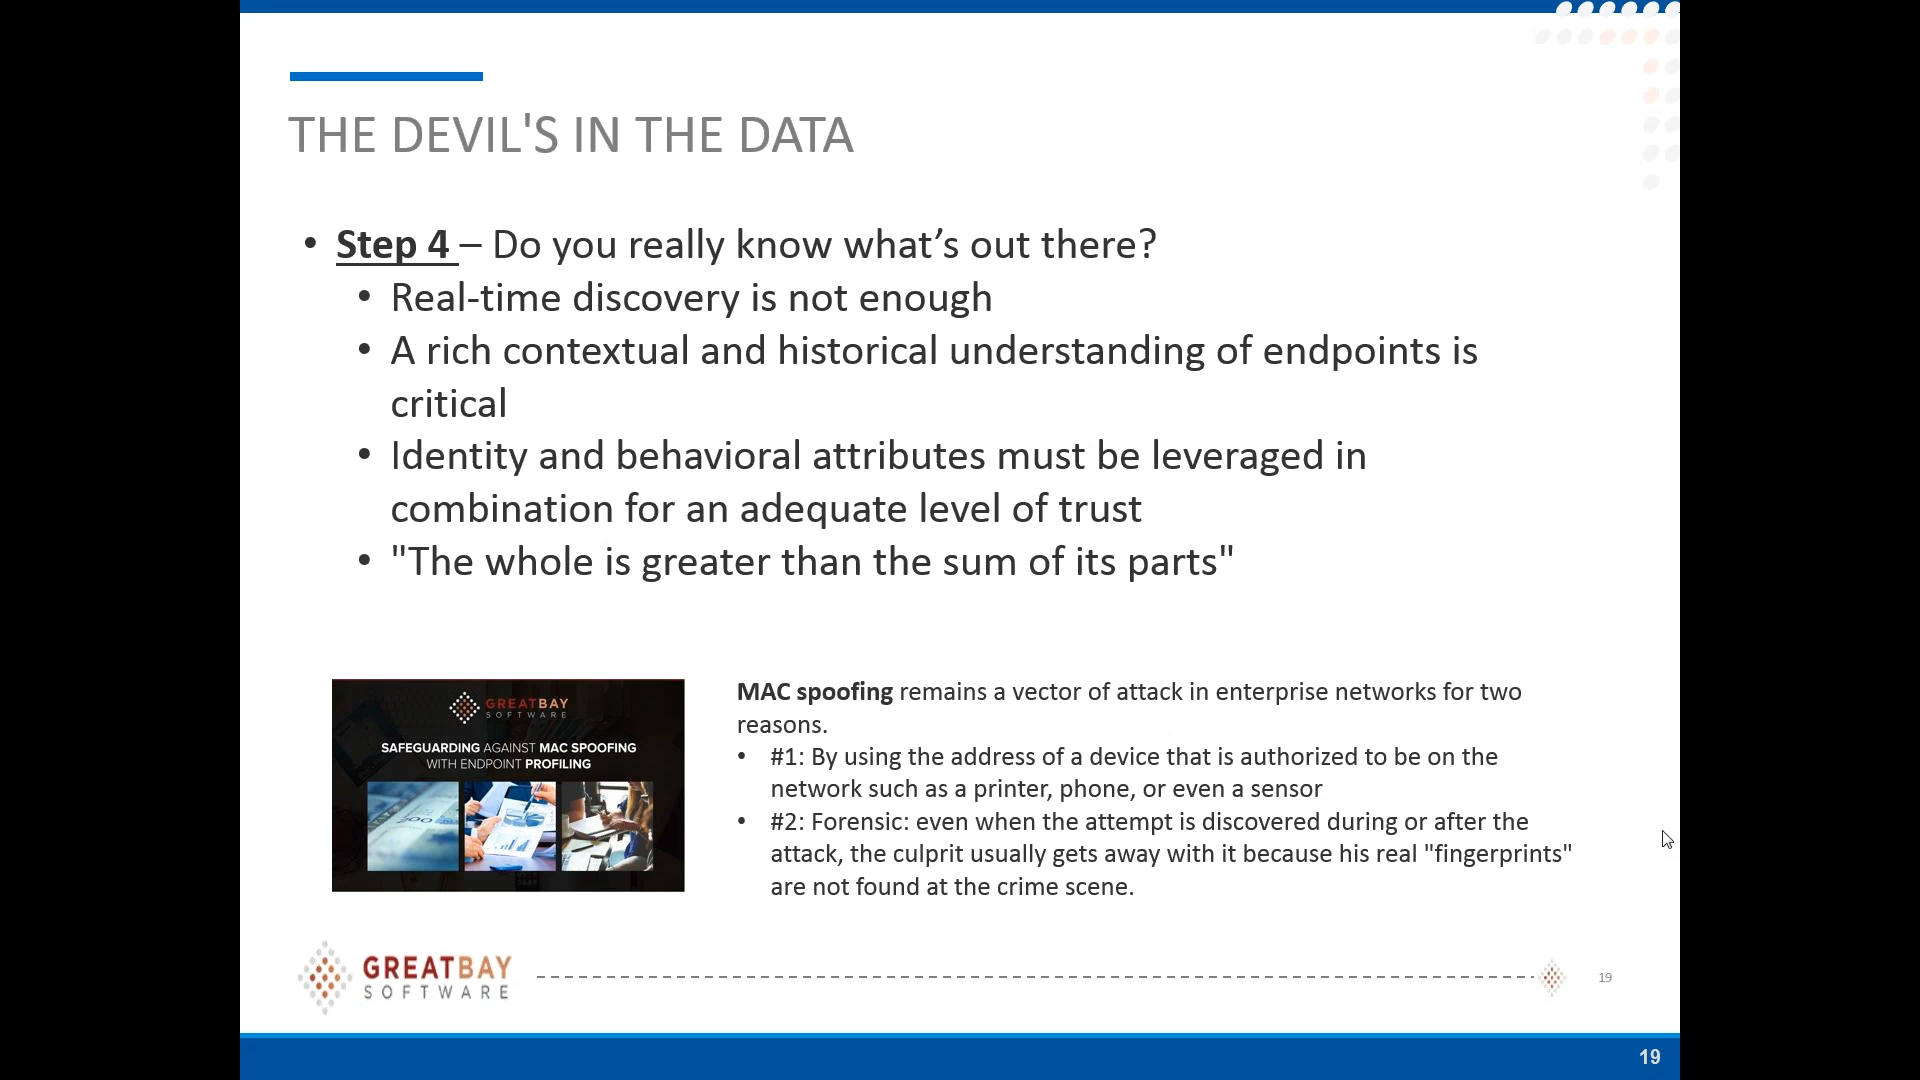 THE DEVIL'S IN THE DATA
• Step 4 – Do you really know what’s out there?
• Real-time discovery is not enough
• A rich contextual and historical understanding of endpoints is
critical
• Identity and behavioral attributes must be leveraged in
combination for an adequate level of trust
• "The whole is greater than the sum of its parts"
GREATBAY
SOFTWARE
SAFEGUARDING AGAINST MAC SPOOFING
WITH ENDPOINT PROFILING
MAC spoofing remains a vector of attack in enterprise networks for two
reasons.
• #1: By using the address of a device that is authorized to be on the
network such as a printer, phone, or even a sensor
• #2: Forensic: even when the attempt is discovered during or after the
attack, the culprit usually gets away with it because his real "fingerprints"
are not found at the crime scene.
GREATBAY
SOFTWARE
19
19